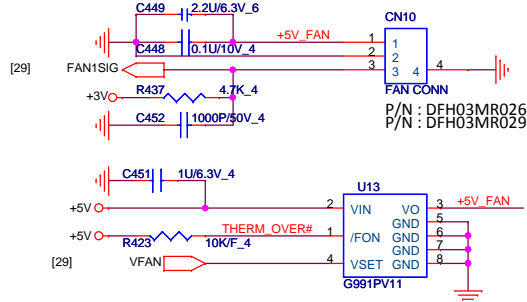 C449 2.2U/6.3V_6
CN10
+5V_FAN 1 1
2 2
C448 0.1U/10V_4
[29] FAN1SIG 3 3 4 4
FAN CONN
+3V R437 4.7K_4
P/N : DFH03MR026
P/N : DFH03MR029
C452 1000P/50V_4
C451 1U/6.3V_4
U13
+5V 2 VIN VO 3 +5V_FAN
GND 5
+5V R423 10K/F_4 THERM_OVER# 1 /FON GND 6
GND 7
[29] VFAN 4 VSET GND 8
G991PV11